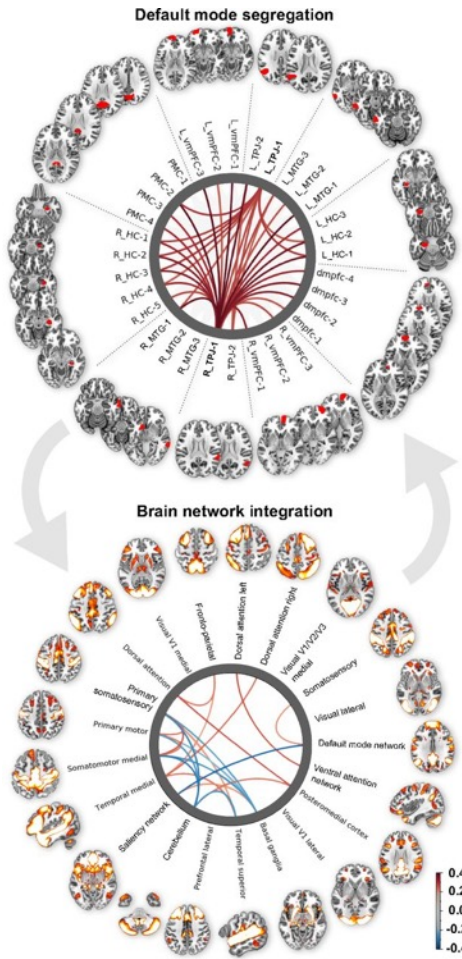 Default mode segregation
L_vmPFC-3
L_vmPFC-2
L_vmPFC-1
L_TPJ-2
L_TPJ-1
L_MTG-3
L_MTG-2
L_MTG-1
L_HC-3
L_HC-2
L_HC-1
dmpfc-4
dmpfc-3
dmpfc-2
dmpfc-1
R_vmPFC-3
R_vmPFC-2
R_vmPFC-1
R_TPJ-2
R_TPJ-1
R_MTG-3
R_MTG-2
R_MTG-1
R_HC-5
R_HC-4
R_HC-3
R_HC-2
R_HC-1
PMC-4
PMC-3
PMC-2
PMC-1
Brain network integration
Fronto-parietal
Dorsal attention left
Dorsal attention right
Visual V1/V2/V3
medial
Somatosensory
Visual lateral
Default mode network
Ventral attention
network
Posteromedial cortex
Visual V1 lateral
Basal ganglia
Temporal superior
Prefrontal lateral
Cerebellum
Saliency network
Temporal medial
Somatomotor medial
Primary motor
Primary
somatosensory
Dorsal attention
Visual V1 medial
0.4
0.2
0.0
-0.2
-0.4